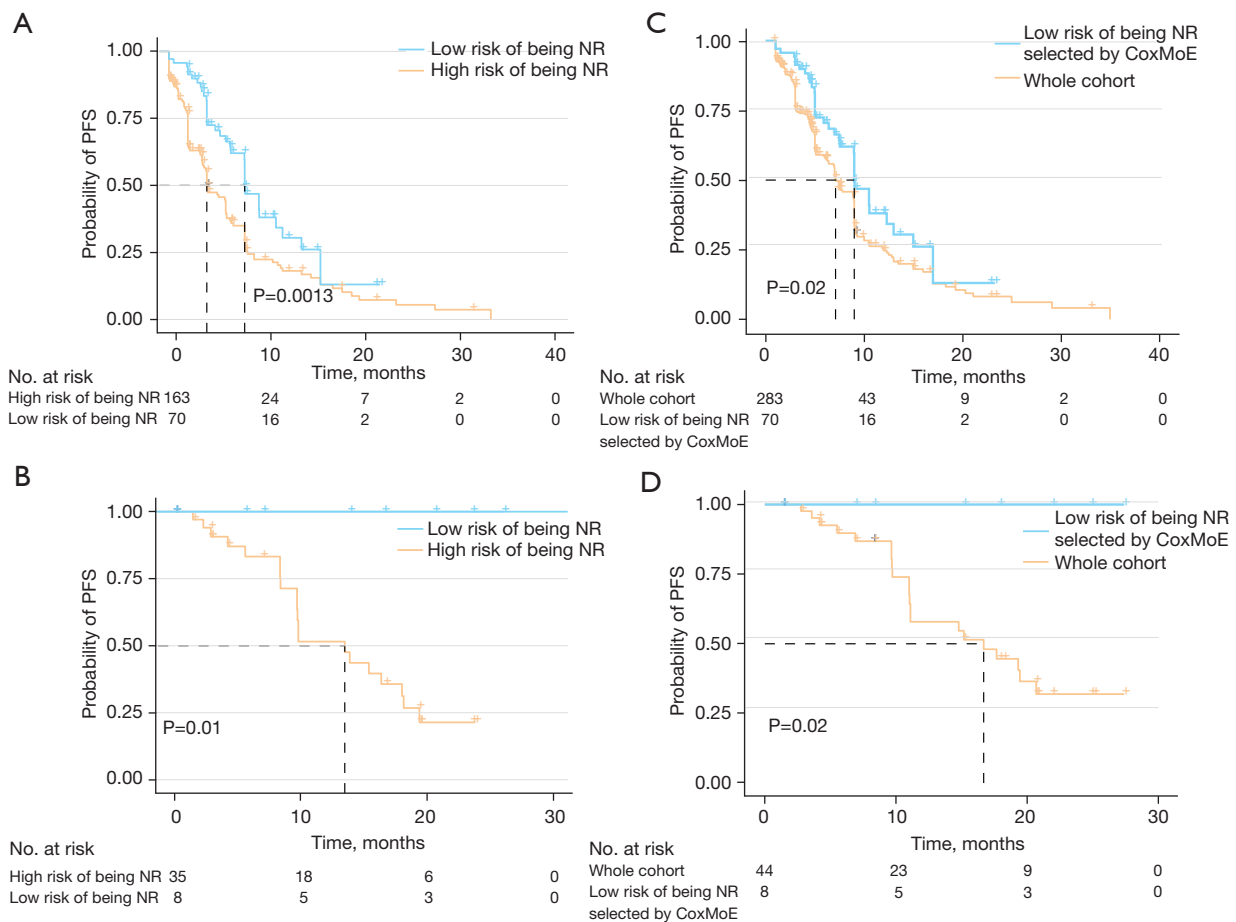 A
Low risk of being NR
High risk of being NR
Probability of PFS
1.00
0.75
0.50
0.25
0.00
P=0.0013
0 10 20 30 40
Time, months
No. at risk
High risk of being NR 163 24 7 2 0
Low risk of being NR 70 16 2 0 0
C
Low risk of being NR
selected by CoxMoE
Whole cohort
Probability of PFS
1.00
0.75
0.50
0.25
0.00
P=0.02
0 10 20 30 40
Time, months
No. at risk
Whole cohort 283 43 9 2 0
Low risk of being NR 70 16 2 0 0
selected by CoxMoE
B
Low risk of being NR
High risk of being NR
Probability of PFS
1.00
0.75
0.50
0.25
0.00
P=0.01
0 10 20 30
Time, months
No. at risk
High risk of being NR 35 18 6 0
Low risk of being NR 8 5 3 0
D
Low risk of being NR
selected by CoxMoE
Whole cohort
Probability of PFS
1.00
0.75
0.50
0.25
0.00
P=0.02
0 10 20 30
Time, months
No. at risk
Whole cohort 44 23 9 0
Low risk of being NR 8 5 3 0
selected by CoxMoE